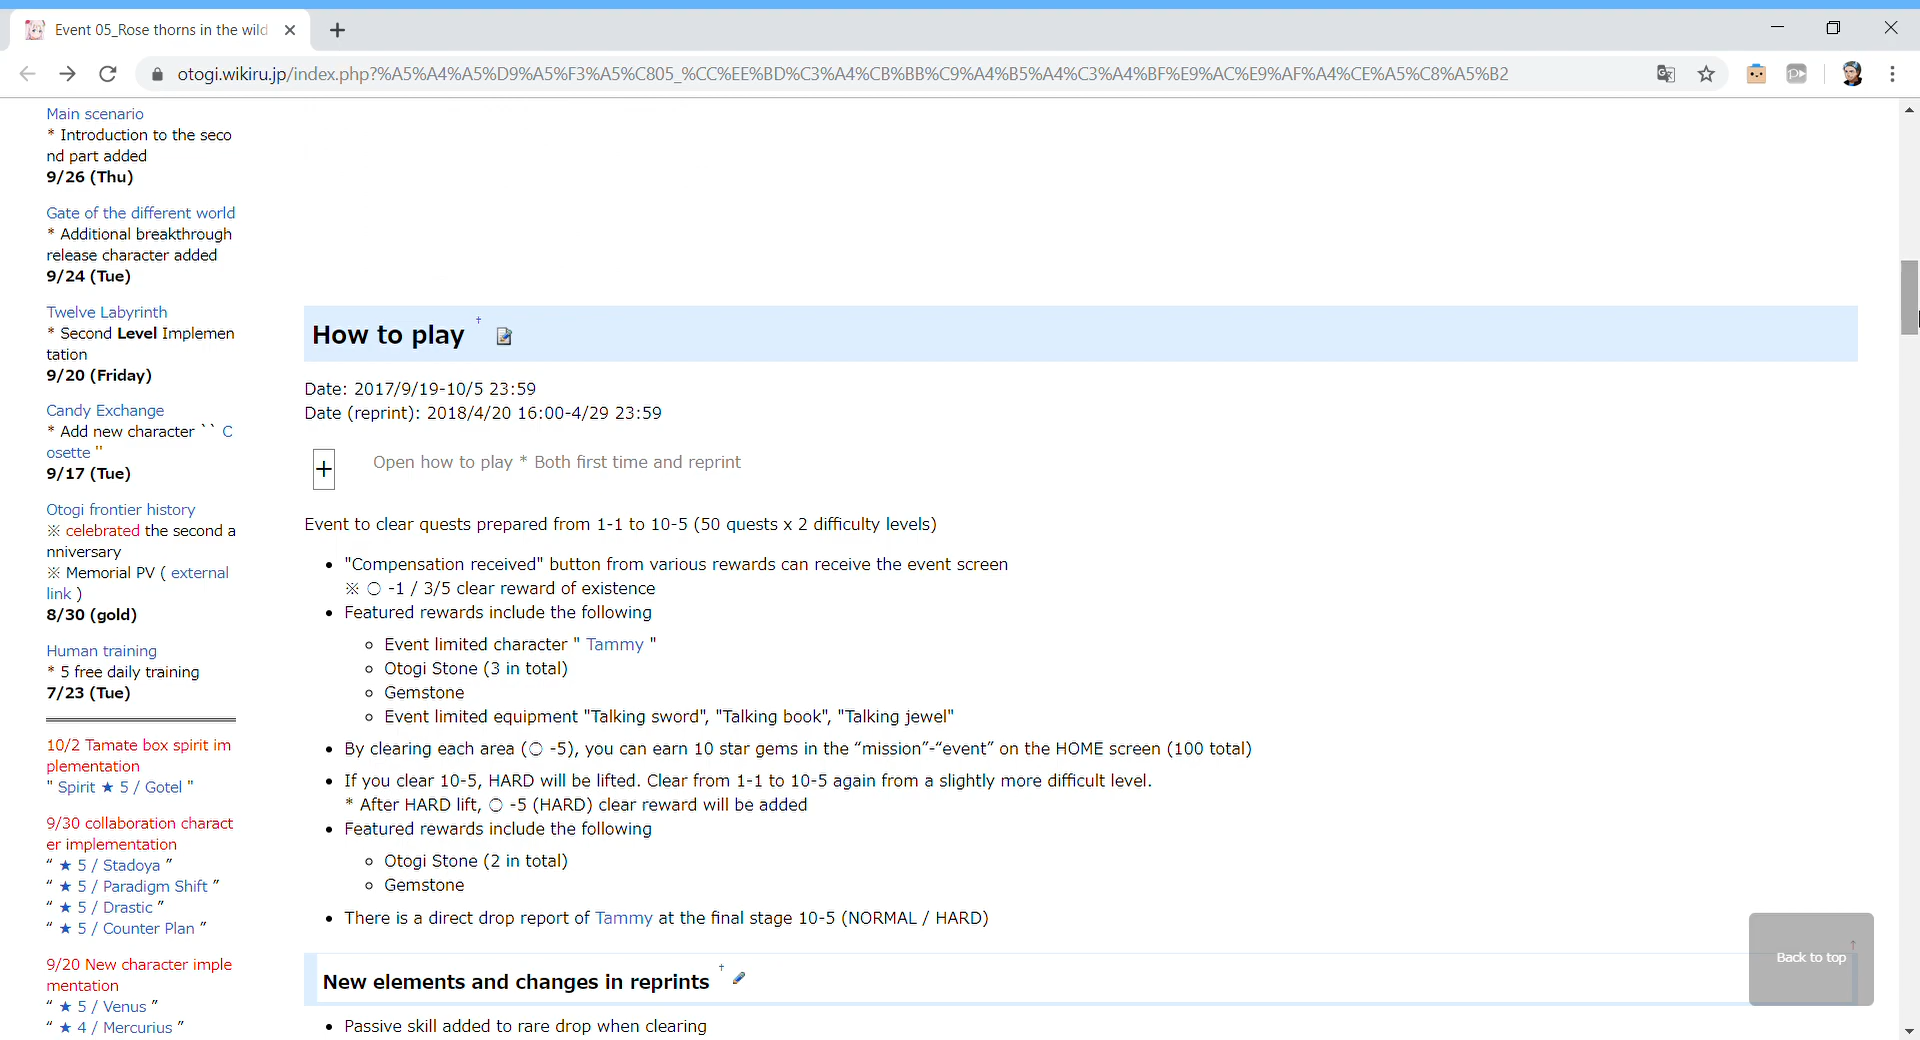 Event 05_Rose thorns in the wild
otogi.wikiru.jp/index.php?%A5%A4%A5%D9%A5%F3%A5%C805_%CC%EE%BD%C3%A4%CB%BB%C9%A4%B5%A4%C3%A4%BF%E9%AC%E9%AF%A4%CE%A5%C8%A5%B2
Main scenario
* Introduction to the seco
nd part added
9/26 (Thu)
Gate of the different world
* Additional breakthrough
release character added
9/24 (Tue)
Twelve Labyrinth
* Second Level Implemen
tation
9/20 (Friday)
Candy Exchange
* Add new character `` C
osette ''
9/17 (Tue)
Otogi frontier history
※ celebrated the second a
nniversary
※ Memorial PV ( external
link )
8/30 (gold)
Human training
* 5 free daily training
7/23 (Tue)
10/2 Tamate box spirit im
plementation
" Spirit ★ 5 / Gotel "
9/30 collaboration charact
er implementation
“ ★ 5 / Stadoya ”
“ ★ 5 / Paradigm Shift ”
“ ★ 5 / Drastic ”
“ ★ 5 / Counter Plan ”
9/20 New character imple
mentation
“ ★ 5 / Venus ”
“ ★ 4 / Mercurius ”
How to play †
Date: 2017/9/19-10/5 23:59
Date (reprint): 2018/4/20 16:00-4/29 23:59
+ Open how to play * Both first time and reprint
Event to clear quests prepared from 1-1 to 10-5 (50 quests x 2 difficulty levels)
• "Compensation received" button from various rewards can receive the event screen
※ ○ -1 / 3/5 clear reward of existence
• Featured rewards include the following
Event limited character " Tammy "
Otogi Stone (3 in total)
Gemstone
Event limited equipment "Talking sword", "Talking book", "Talking jewel"
• By clearing each area (○ -5), you can earn 10 star gems in the “mission”-“event” on the HOME screen (100 total)
• If you clear 10-5, HARD will be lifted. Clear from 1-1 to 10-5 again from a slightly more difficult level.
* After HARD lift, ○ -5 (HARD) clear reward will be added
• Featured rewards include the following
Otogi Stone (2 in total)
Gemstone
• There is a direct drop report of Tammy at the final stage 10-5 (NORMAL / HARD)
New elements and changes in reprints †
• Passive skill added to rare drop when clearing
↑
Back to top